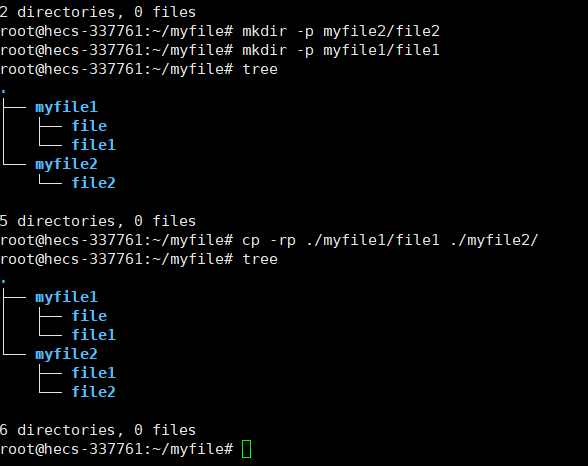 2 directories, 0 files
root@hecs-337761:~/myfile# mkdir -p myfile2/file2
root@hecs-337761:~/myfile# mkdir -p myfile1/file1
root@hecs-337761:~/myfile# tree
.
├── myfile1
│   ├── file
│   └── file1
└── myfile2
    └── file2

5 directories, 0 files
root@hecs-337761:~/myfile# cp -rp ./myfile1/file1 ./myfile2/
root@hecs-337761:~/myfile# tree
.
├── myfile1
│   ├── file
│   └── file1
└── myfile2
    ├── file1
    └── file2

6 directories, 0 files
root@hecs-337761:~/myfile#